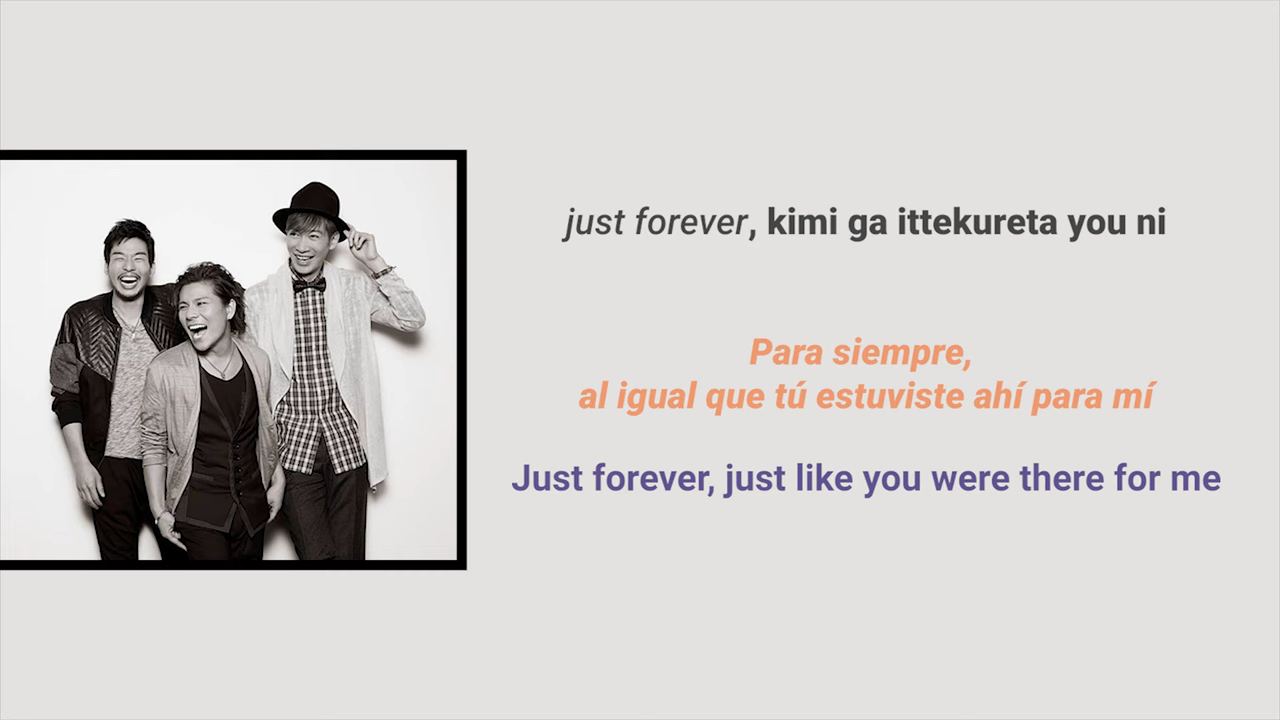 just forever, kimi ga ittekureta you ni
Para siempre,
al igual que tú estuviste ahí para mí
Just forever, just like you were there for me